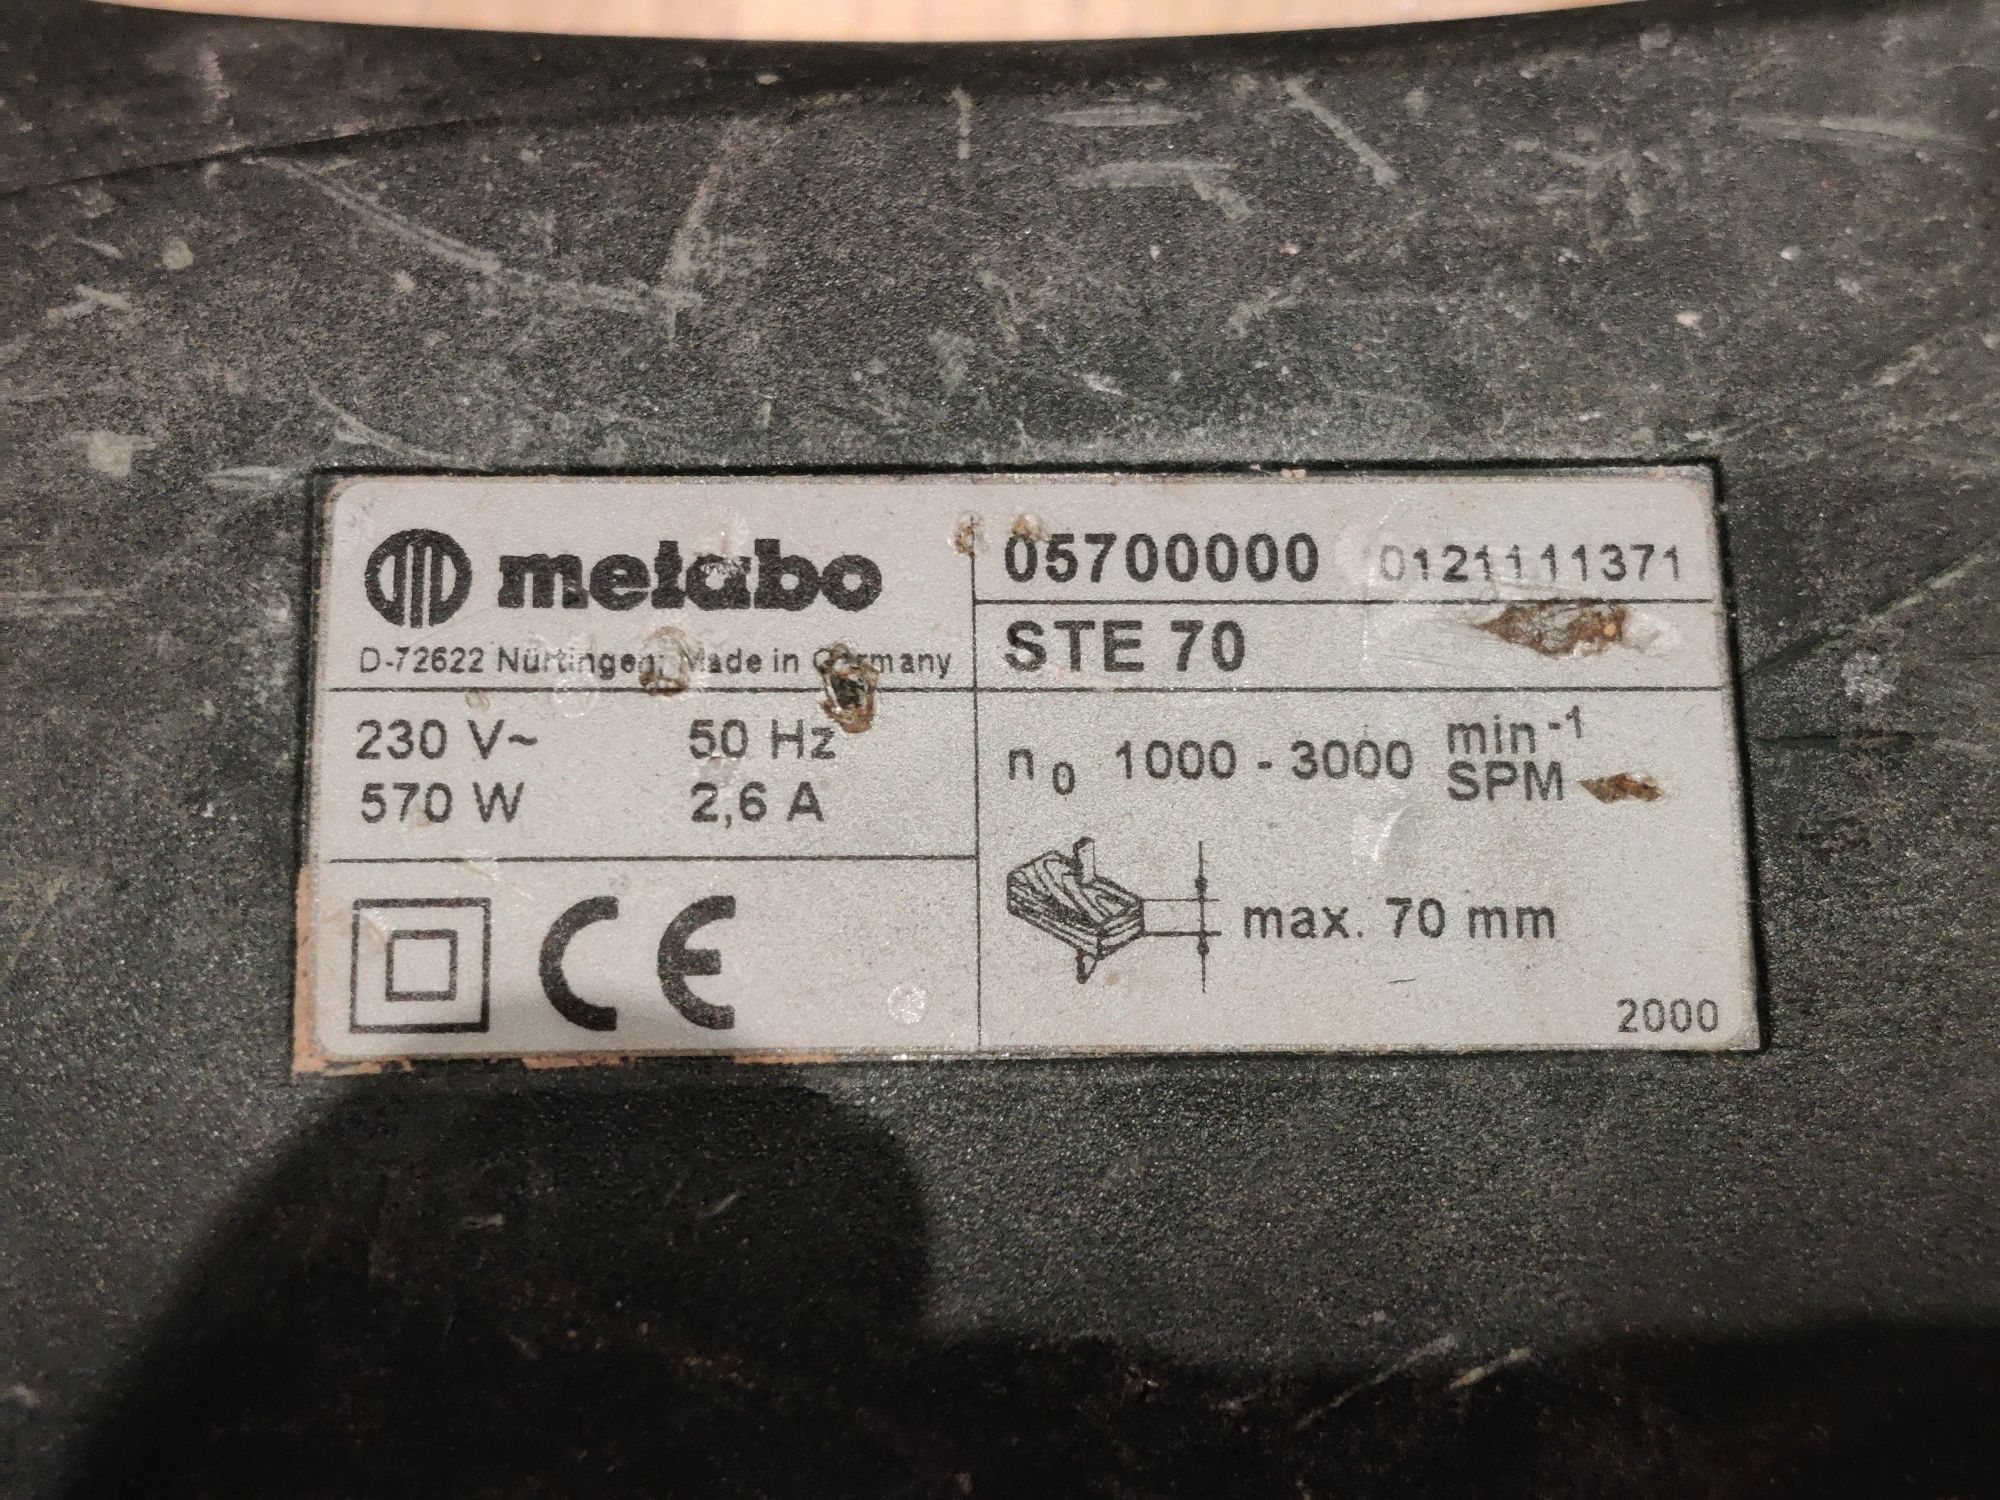 metabo
D-72622 Nürtingen, Made in Germany
05700000 0121111371
STE 70
230 V~ 50 Hz
570 W 2,6 A
n0 1000 - 3000 min-1 SPM
CE
max. 70 mm
2000